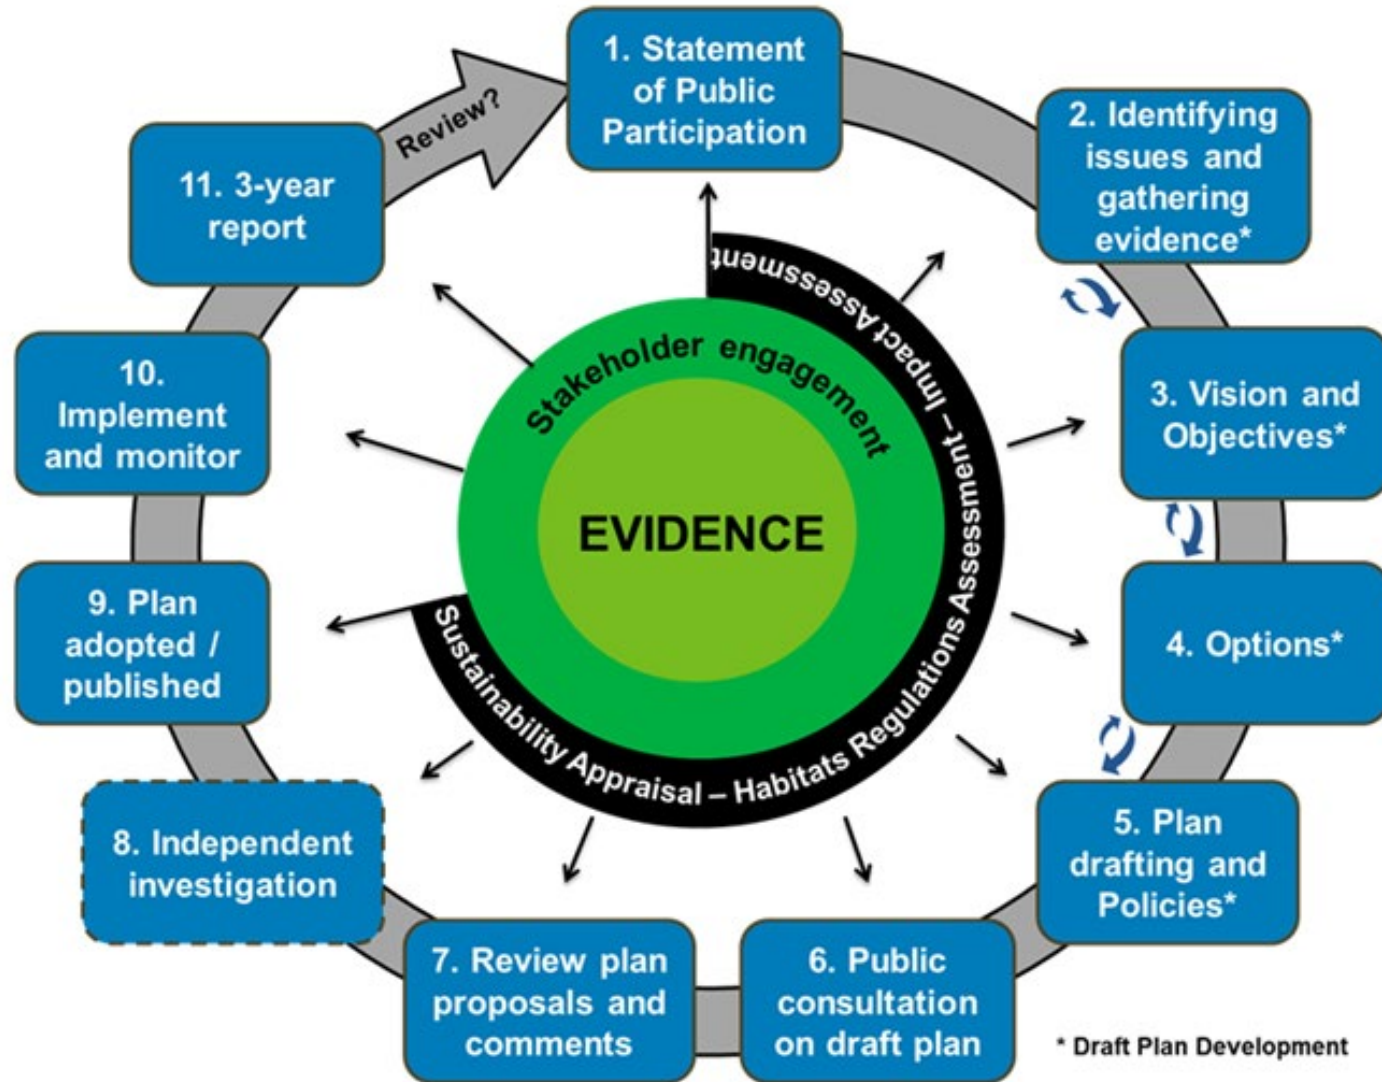 1. Statement
of Public
Participation
2. Identifying
issues and
gathering
evidence*
3. Vision and
Objectives*
4. Options*
5. Plan
drafting and
Policies*
6. Public
consultation
on draft plan
7. Review plan
proposals and
comments
8. Independent
investigation
9. Plan
adopted /
published
10.
Implement
and monitor
11. 3-year
report
Review?
Stakeholder engagement
EVIDENCE
Sustainability Appraisal – Habitats Regulations Assessment – Impact Assessment
* Draft Plan Development